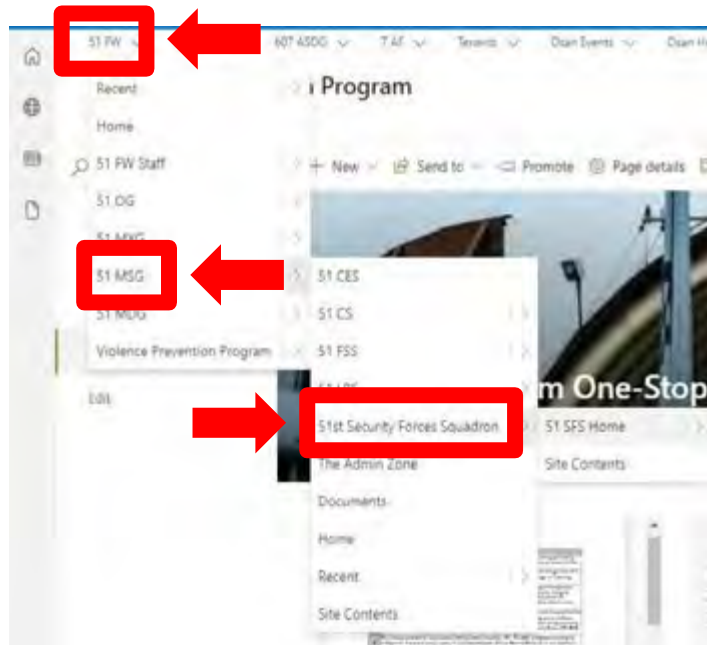 51 FW 607 ASOG 7 AF Tenants Osan Events Osan
Program
Recent
Home
51 FW Staff
New Send to Promote Page details
51 OG
51 MXG
51 MSG
51 MDG
Violence Prevention Program
Edit
51 CES
51 CS
51 FSS
51st Security Forces Squadron
The Admin Zone
Documents
Home
Recent
Site Contents
One-Stop
51 SFS Home
Site Contents